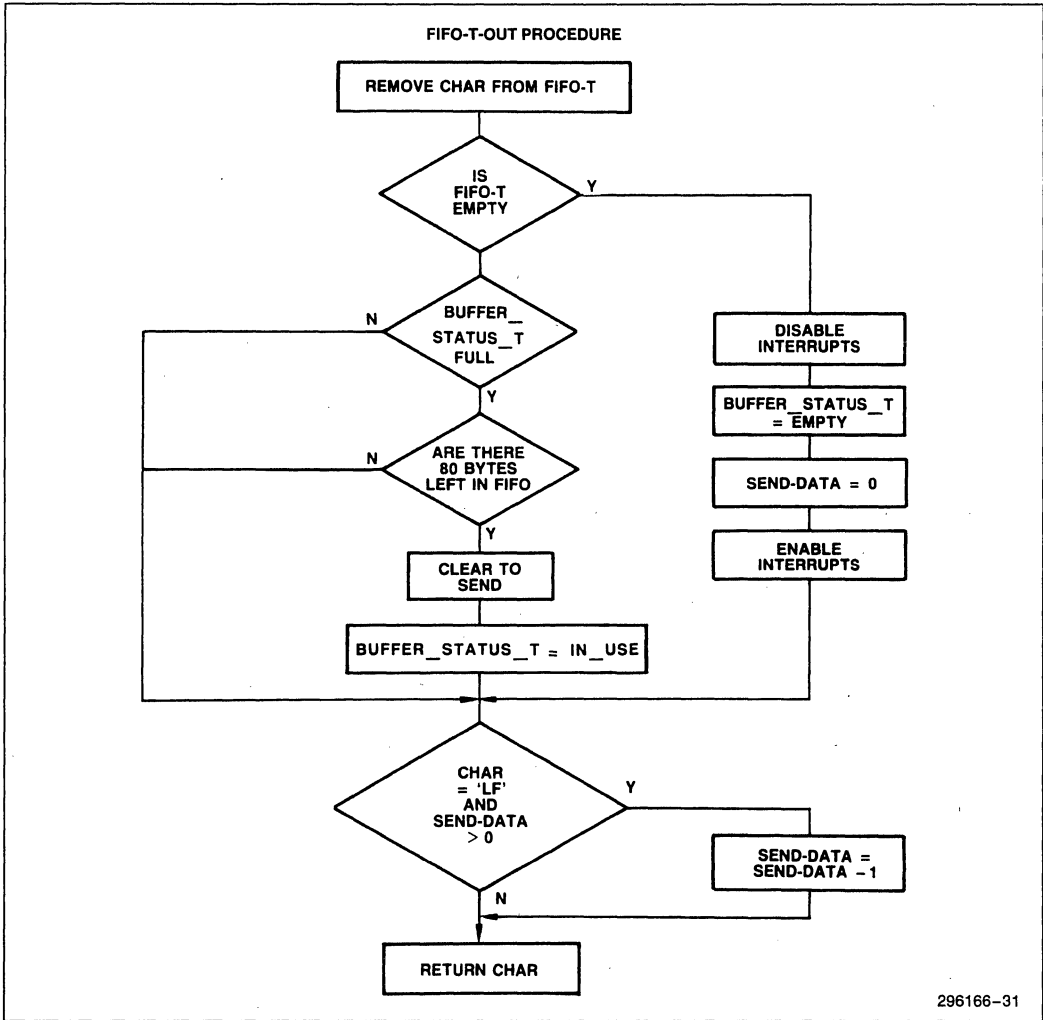 FIFO-T-OUT PROCEDURE
REMOVE CHAR FROM FIFO-T
IS
FIFO-T
EMPTY
Y
N
BUFFER_
STATUS_T
FULL
Y
DISABLE
INTERRUPTS
BUFFER_STATUS_T
= EMPTY
N
ARE THERE
80 BYTES
LEFT IN FIFO
Y
SEND-DATA = 0
CLEAR TO
SEND
ENABLE
INTERRUPTS
BUFFER_STATUS_T = IN_USE
CHAR
= 'LF'
AND
SEND-DATA
> 0
Y
SEND-DATA =
SEND-DATA -1
N
RETURN CHAR
296166-31